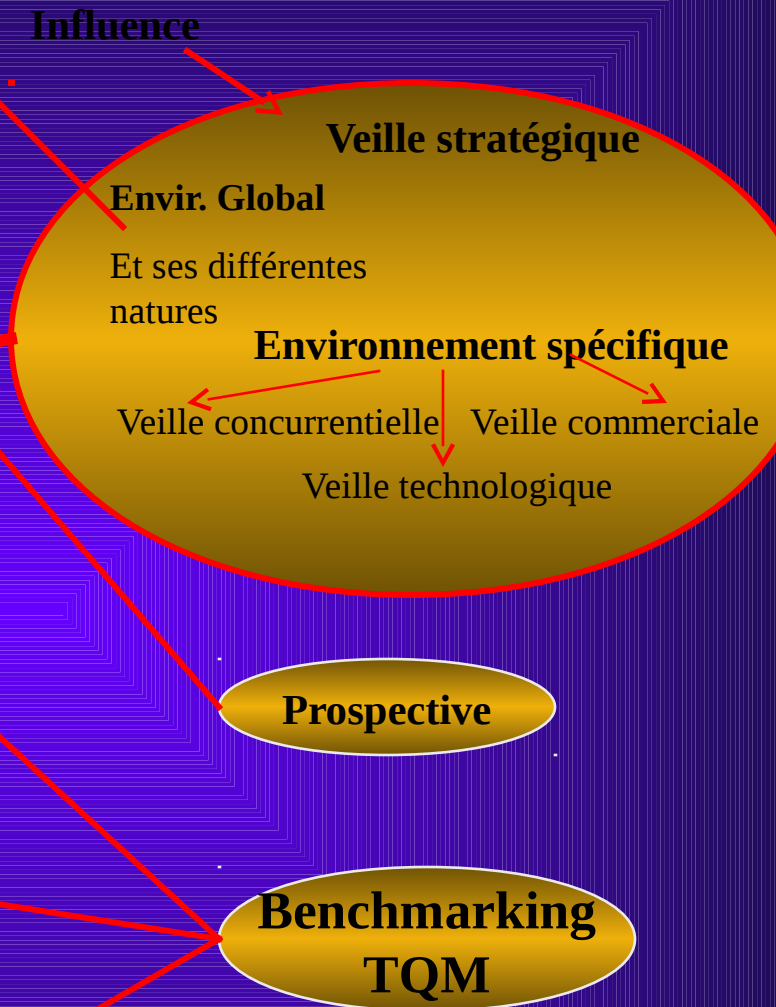 Influence
Veille stratégique
Envir. Global
Et ses différentes
natures
Environnement spécifique
Veille concurrentielle
Veille commerciale
Veille technologique
Prospective
Benchmarking
TQM